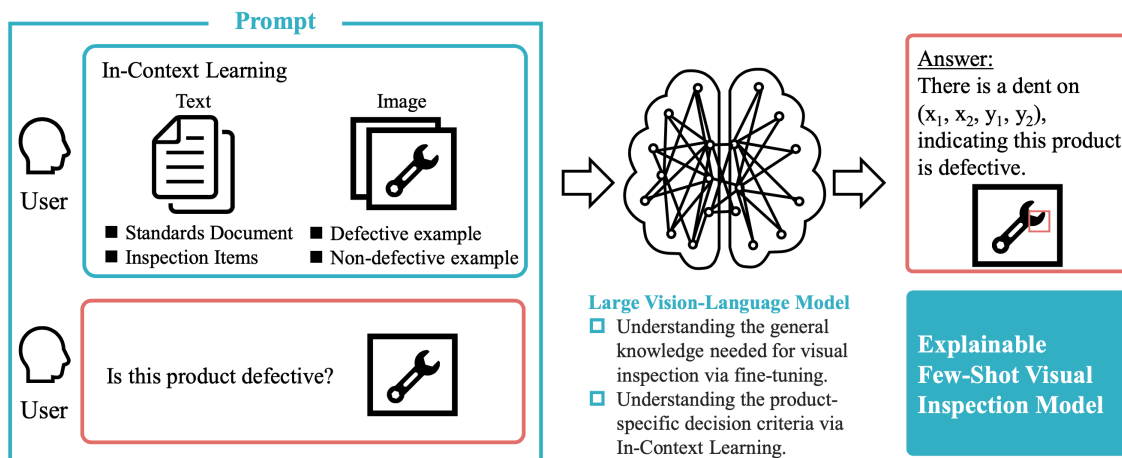 Prompt
In-Context Learning
Text
Image
■ Standards Document
■ Inspection Items
■ Defective example
■ Non-defective example
User
Is this product defective?
User
Large Vision-Language Model
Understanding the general
knowledge needed for visual
inspection via fine-tuning.
Understanding the product-
specific decision criteria via
In-Context Learning.
Answer:
There is a dent on
(x₁, x₂, y₁, y₂),
indicating this product
is defective.
Explainable
Few-Shot Visual
Inspection Model